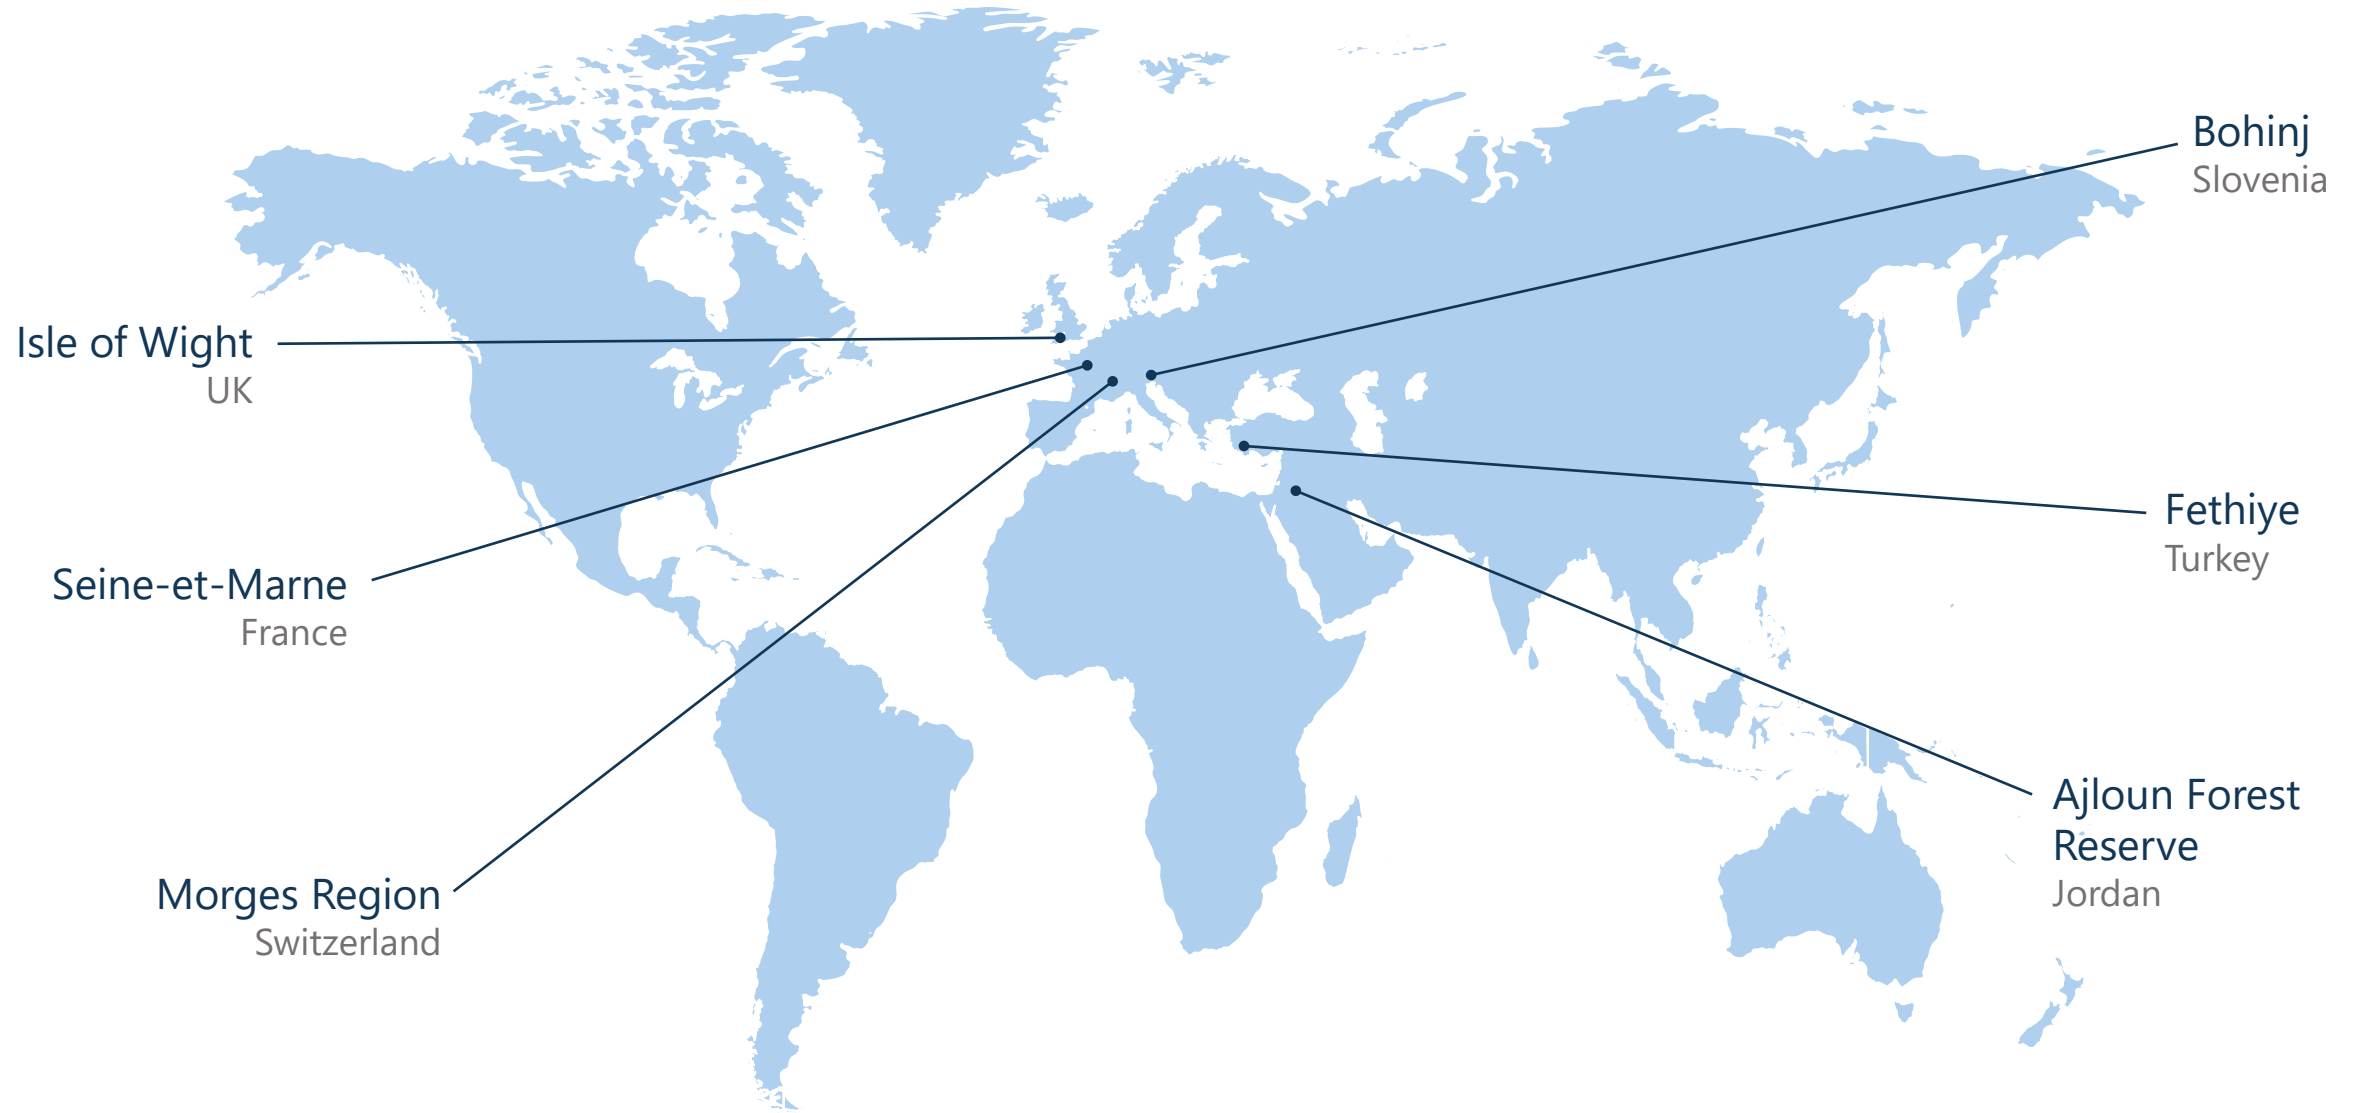 Bohinj
Slovenia
Isle of Wight
UK
Fethiye
Turkey
Seine-et-Marne
France
Ajloun Forest
Reserve
Jordan
Morges Region
Switzerland